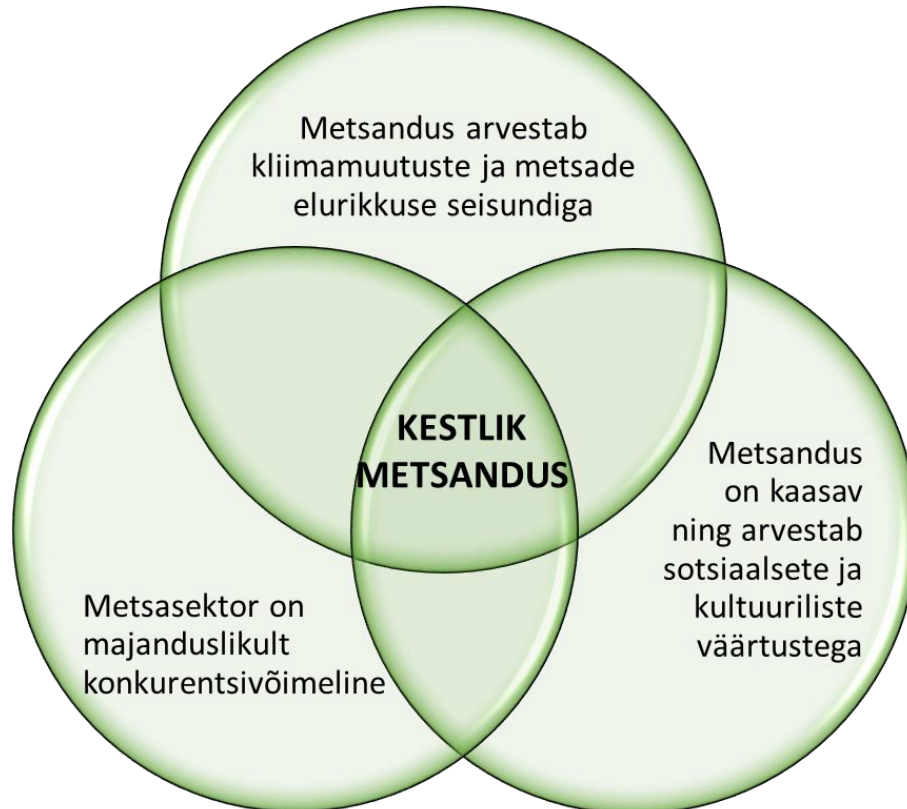 Metsandus arvestab
kliimamuutuste ja metsade
elurikkuse seisundiga
KESTLIK
METSANDUS
Metsandus
on kaasav
ning arvestab
sotsiaalsete ja
kultuuriliste
väärtustega
Metsasektor on
majanduslikult
konkurentsivõimeline